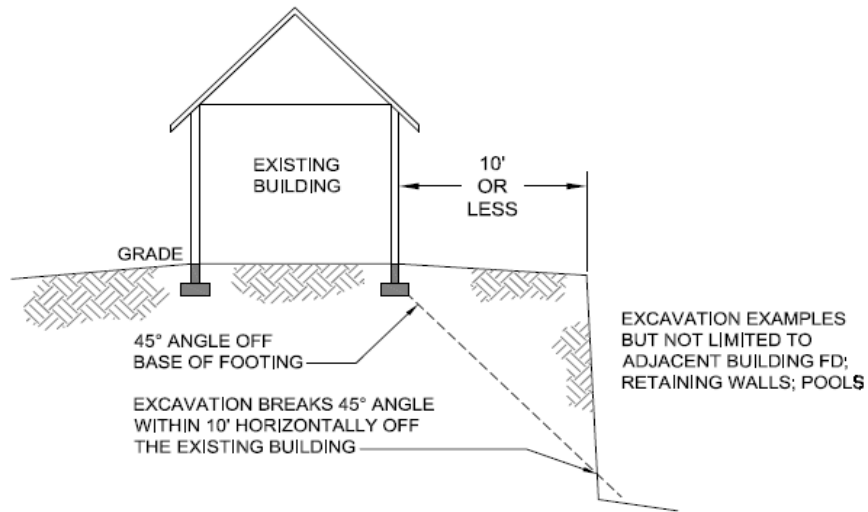 EXISTING
BUILDING
10'
OR
LESS
GRADE
45° ANGLE OFF
BASE OF FOOTING
EXCAVATION BREAKS 45° ANGLE
WITHIN 10' HORIZONTALLY OFF
THE EXISTING BUILDING
EXCAVATION EXAMPLES
BUT NOT LIMITED TO
ADJACENT BUILDING FD;
RETAINING WALLS; POOLS